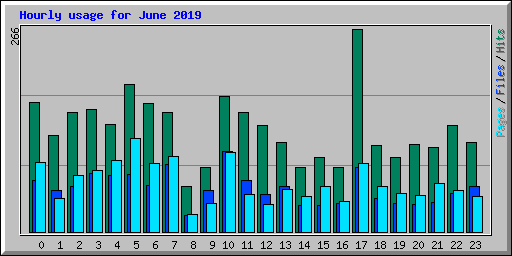 Hourly usage for June 2019
266
Pages/Files/Hits
0 1 2 3 4 5 6 7 8 9 10 11 12 13 14 15 16 17 18 19 20 21 22 23